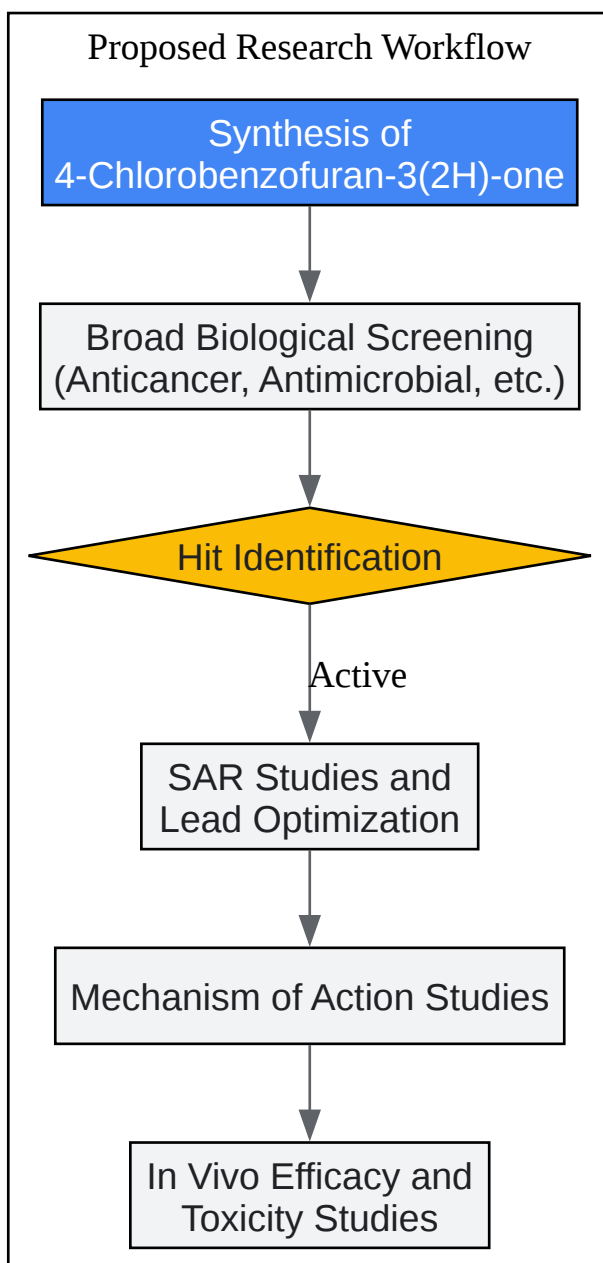 Proposed Research Workflow
Synthesis of
4-Chlorobenzofuran-3(2H)-one
Broad Biological Screening
(Anticancer, Antimicrobial, etc.)
Hit Identification
Active
SAR Studies and
Lead Optimization
Mechanism of Action Studies
In Vivo Efficacy and
Toxicity Studies